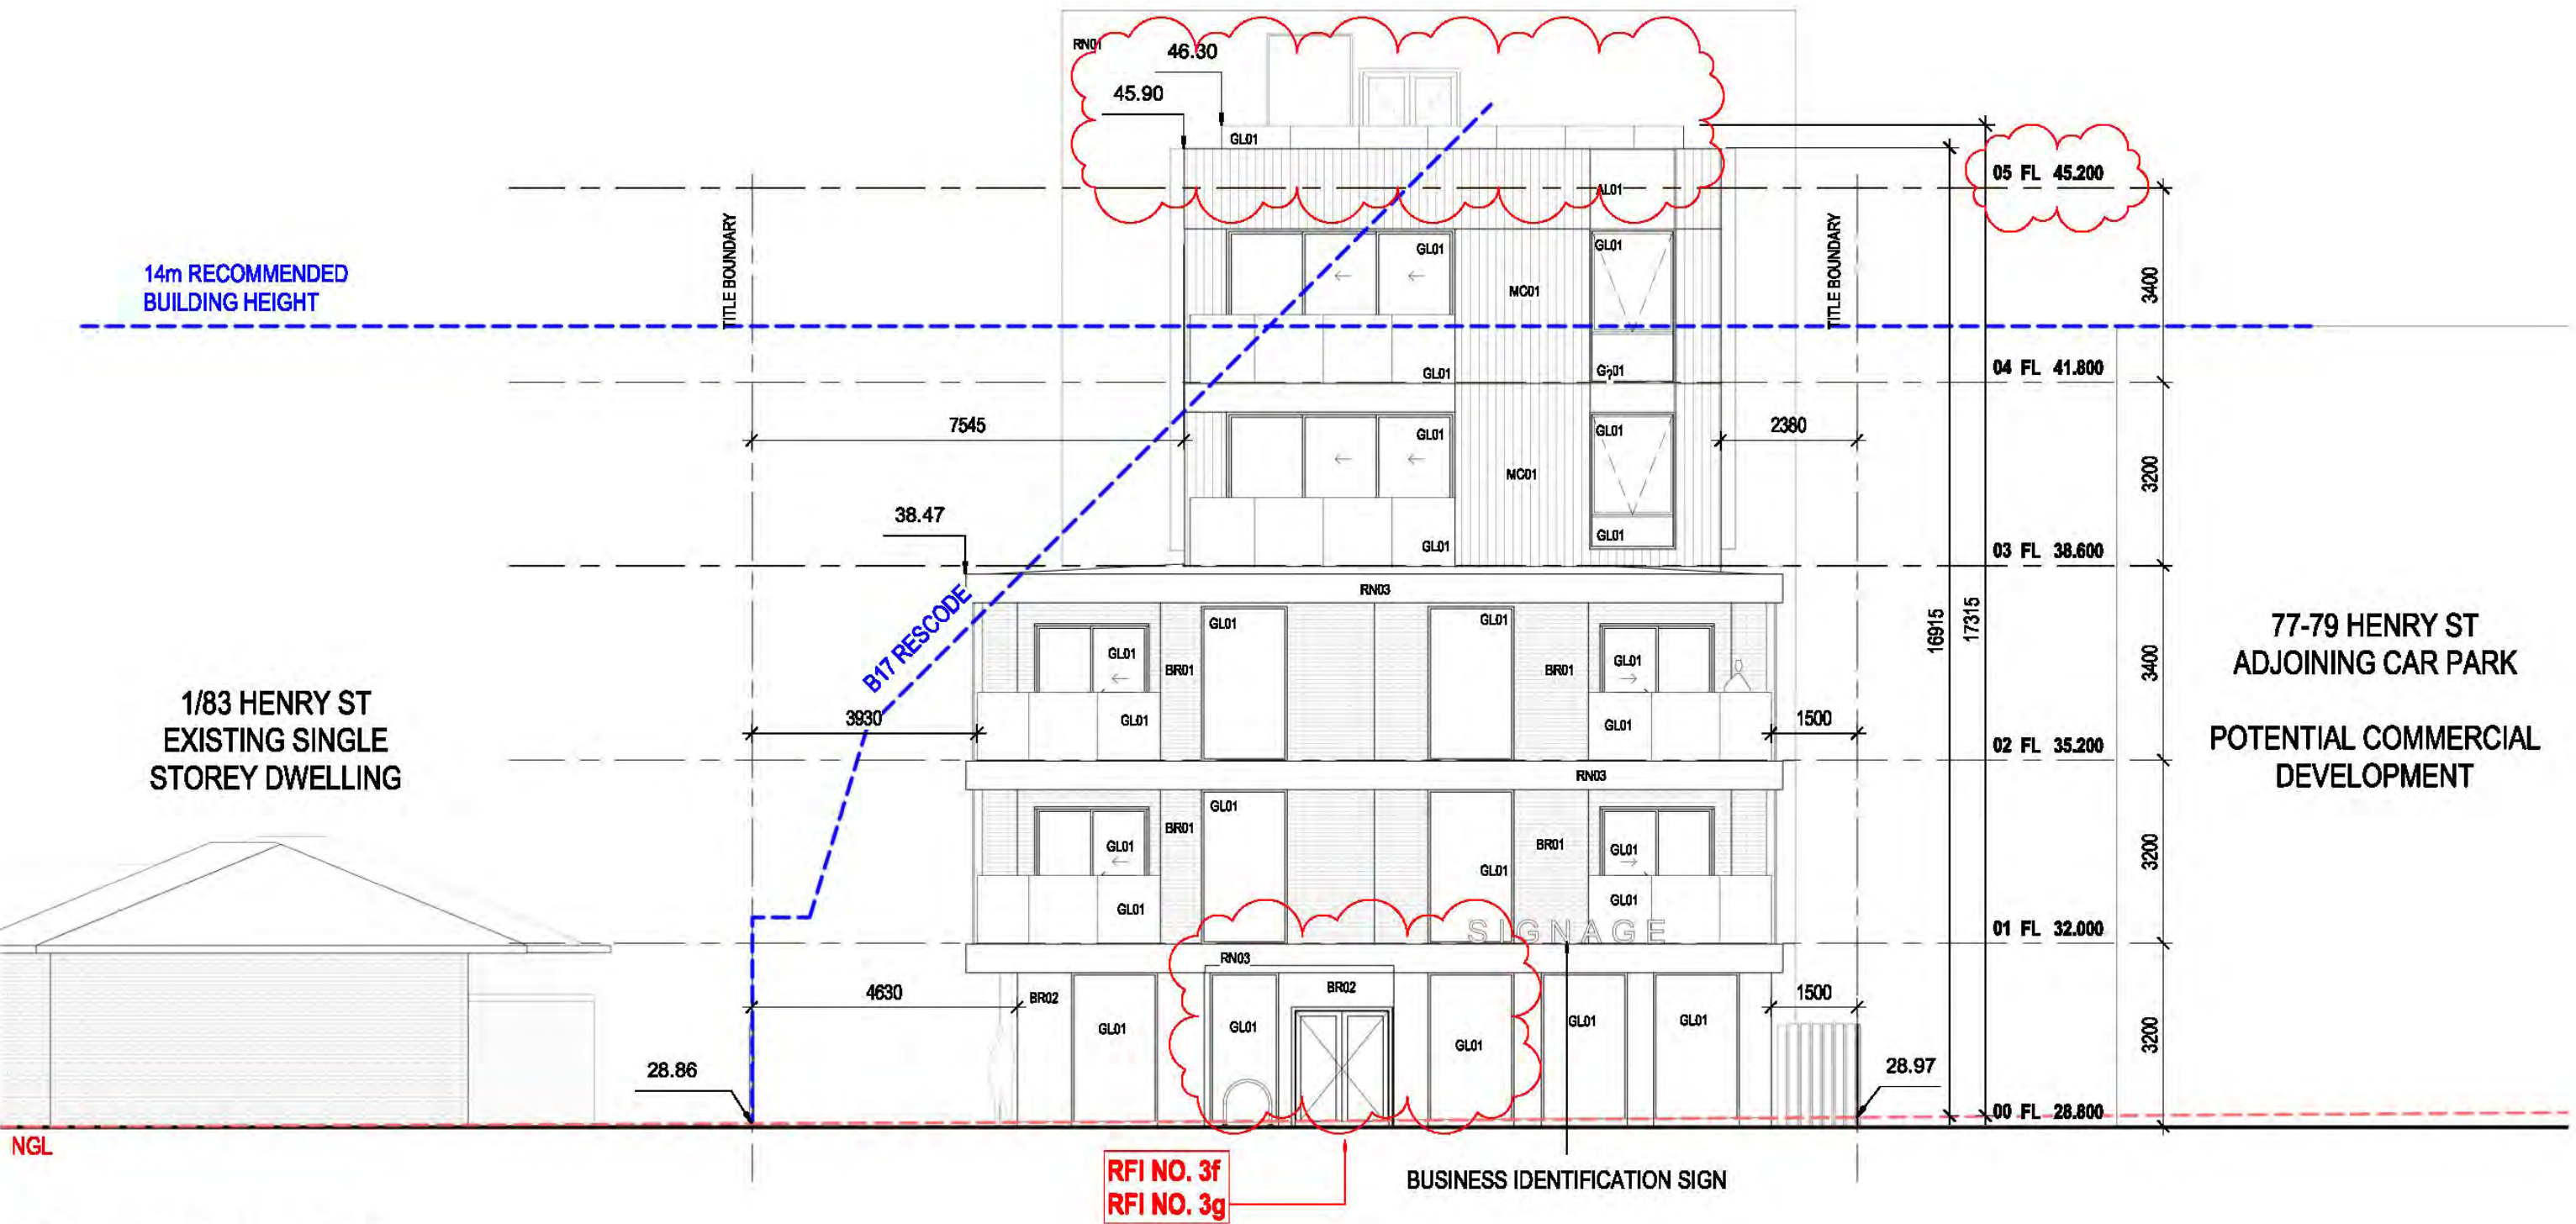 RN01
46.30
45.90
GL01
05 FL 45.200
AL01
TITLE BOUNDARY
TITLE BOUNDARY
14m RECOMMENDED
BUILDING HEIGHT
GL01
GL01
MC01
3400
GL01
04 FL 41.800
7545
GL01
GL01
2380
MC01
3200
38.47
GL01
GL01
03 FL 38.600
B17 RESCODE
RN03
16915
17315
77-79 HENRY ST
ADJOINING CAR PARK
POTENTIAL COMMERCIAL
DEVELOPMENT
GL01
GL01
GL01
BR01
BR01
GL01
3400
1/83 HENRY ST
EXISTING SINGLE
STOREY DWELLING
3930
GL01
GL01
1500
02 FL 35.200
RN03
GL01
BR01
GL01
BR01
GL01
3200
GL01
GL01
GL01
SIGNAGE
01 FL 32.000
RN03
4630
BR02
BR02
1500
GL01
GL01
GL01
GL01
GL01
3200
28.86
28.97
00 FL 28.800
NGL
RFI NO. 3f
RFI NO. 3g
BUSINESS IDENTIFICATION SIGN